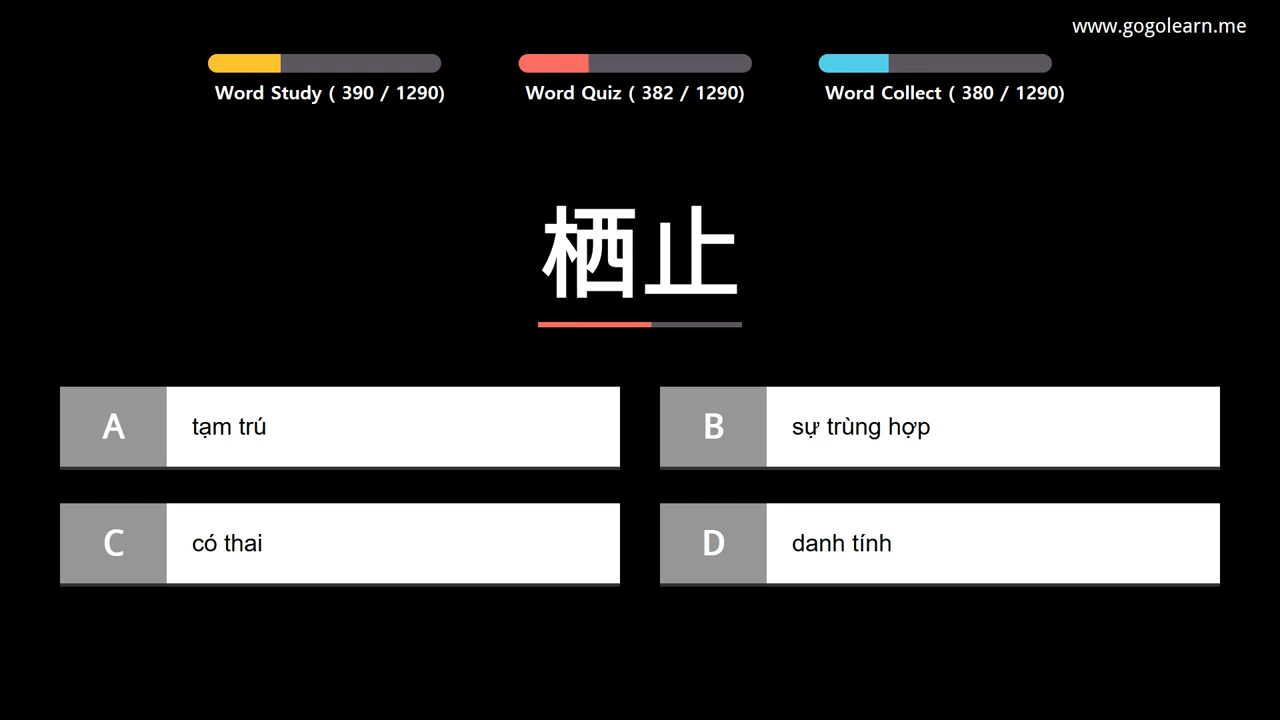 www.gogolearn.me
Word Study ( 390 / 1290)
Word Quiz ( 382 / 1290)
Word Collect ( 380 / 1290)
栖止
A tạm trú
B sự trùng hợp
C có thai
D danh tính